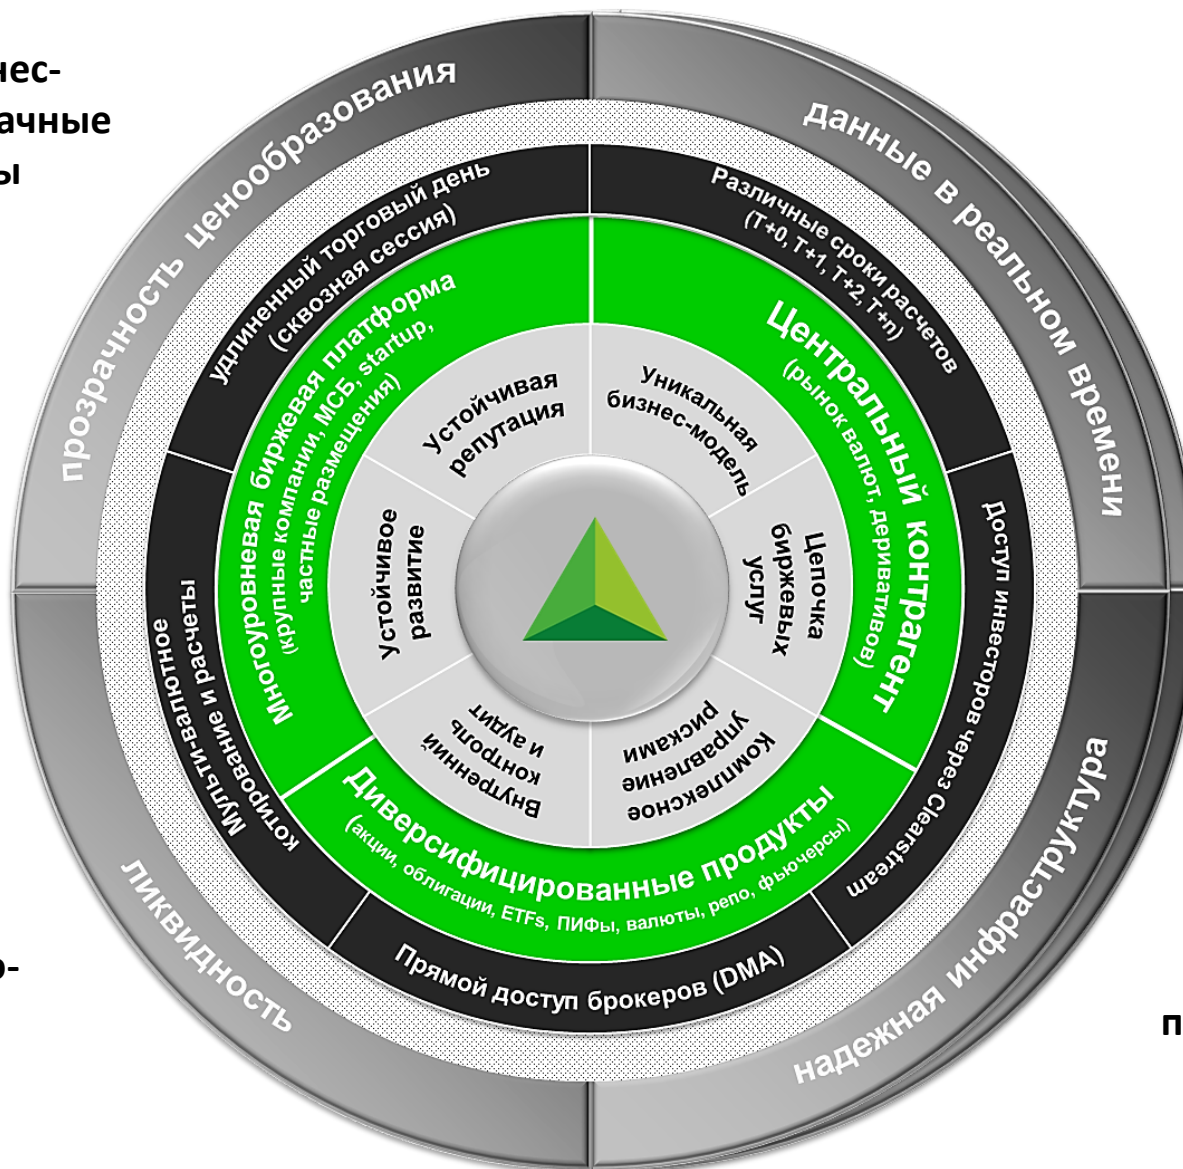 прозрачность ценообразования
данные в реальном времени
надежная инфраструктура
ликвидность
удлиненный торговый день
(сквозная сессия)
Различные сроки расчетов
(T+0, T+1, T+2, T+n)
Доступ инвесторов через Clearstream
Прямой доступ брокеров (DMA)
Мульти-валютное
котирование и расчеты
Многоуровневая биржевая платформа
(крупные компании, МСБ, startup,
частные размещения)
Центральный контрагент
(рынок валют, деривативов)
Диверсифицированные продукты
(акции, облигации, ETFs, ПИФы, валюты, репо, фьючерсы)
Устойчивая
репутация
Уникальная
бизнес-модель
Цепочка
биржевых
услуг
Комплексное
управление
рисками
Внутренний
контроль
и аудит
Устойчивое
развитие